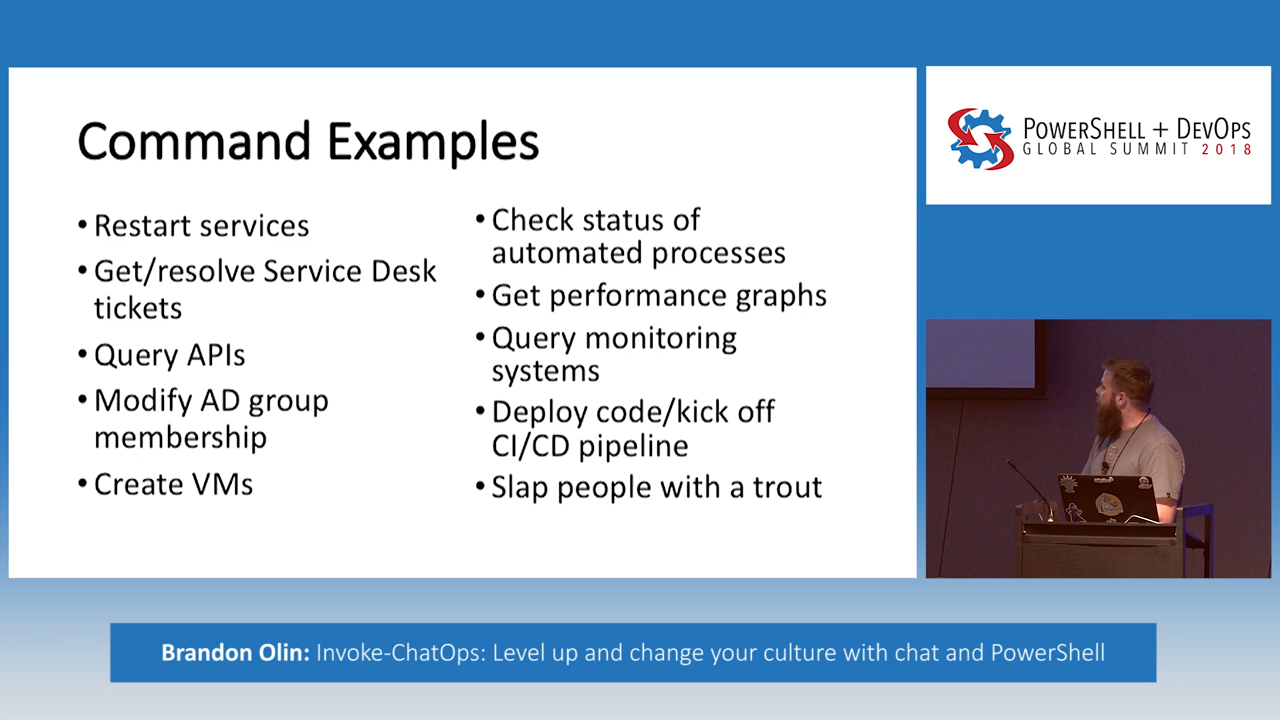 Command Examples
• Restart services
• Get/resolve Service Desk
tickets
• Query APIs
• Modify AD group
membership
• Create VMs
• Check status of
automated processes
• Get performance graphs
• Query monitoring
systems
• Deploy code/kick off
CI/CD pipeline
• Slap people with a trout
POWERSHELL + DEVOPS
GLOBAL SUMMIT 2018
Brandon Olin: Invoke-ChatOps: Level up and change your culture with chat and PowerShell